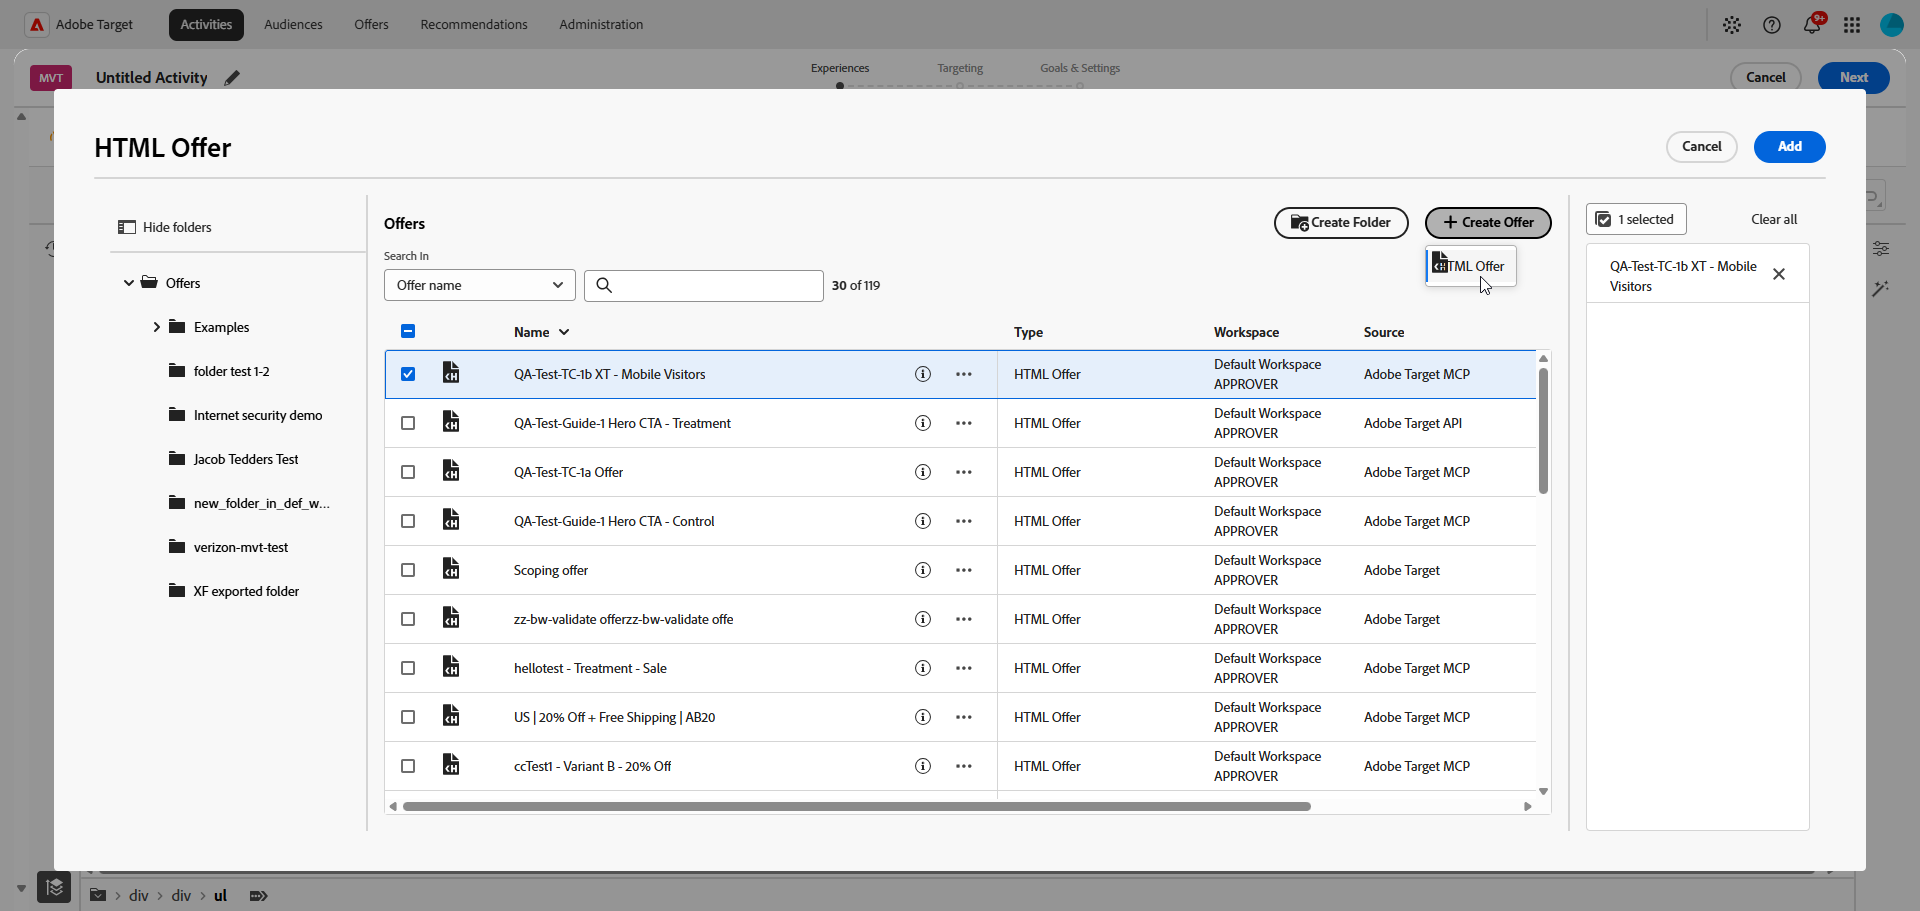 Adobe Target
Activities
Audiences
Offers
Recommendations
Administration
9+
MVT
Untitled Activity
Experiences
Targeting
Goals & Settings
Cancel
Next
HTML Offer
Cancel
Add
Hide folders
Offers
Examples
folder test 1-2
Internet security demo
Jacob Tedders Test
new_folder_in_def_w...
verizon-mvt-test
XF exported folder
Offers
Create Folder
Create Offer
TML Offer
Search In
Offer name
30 of 119
Name Type Workspace Source
QA-Test-TC-1b XT - Mobile Visitors HTML Offer Default Workspace Adobe Target MCP
APPROVER
QA-Test-Guide-1 Hero CTA - Treatment HTML Offer Default Workspace Adobe Target API
APPROVER
QA-Test-TC-1a Offer HTML Offer Default Workspace Adobe Target MCP
APPROVER
QA-Test-Guide-1 Hero CTA - Control HTML Offer Default Workspace Adobe Target MCP
APPROVER
Scoping offer HTML Offer Default Workspace Adobe Target
APPROVER
zz-bw-validate offerzz-bw-validate offe HTML Offer Default Workspace Adobe Target
APPROVER
hellotest - Treatment - Sale HTML Offer Default Workspace Adobe Target MCP
APPROVER
US | 20% Off + Free Shipping | AB20 HTML Offer Default Workspace Adobe Target MCP
APPROVER
ccTest1 - Variant B - 20% Off HTML Offer Default Workspace Adobe Target MCP
APPROVER
1 selected
Clear all
QA-Test-TC-1b XT - Mobile
Visitors
div > div > ul